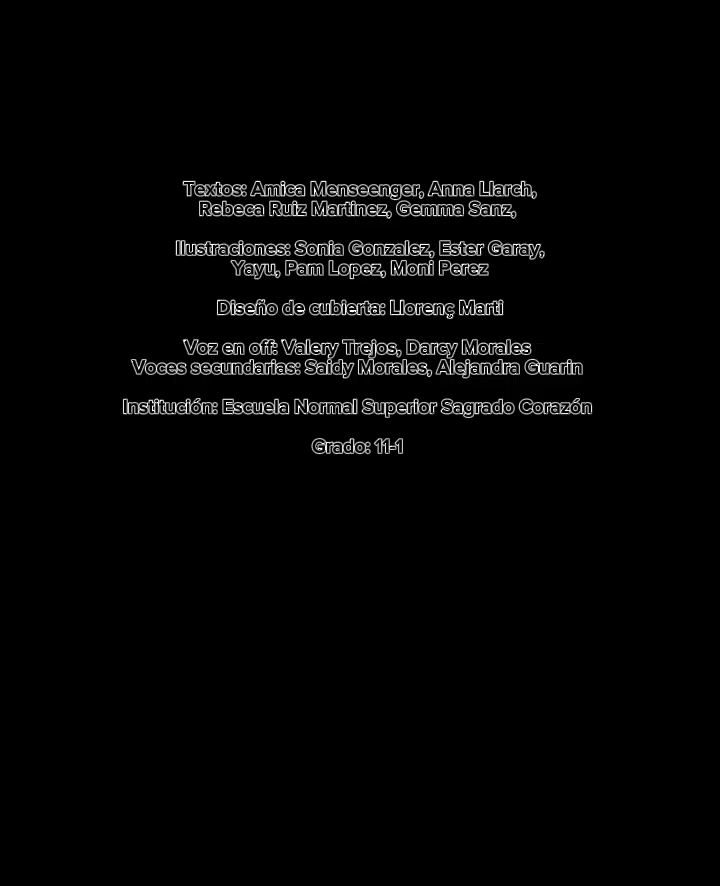 Textos: Amica Menseenger, Anna Llarch,
Rebeca Ruiz Martinez, Gemma Sanz,
Ilustraciones: Sonia Gonzalez, Ester Garay,
Yayu, Pam Lopez, Moni Perez
Diseño de cubierta: Llorenç Marti
Voz en off: Valery Trejos, Darcy Morales
Voces secundarias: Saidy Morales, Alejandra Guarin
Institución: Escuela Normal Superior Sagrado Corazón
Grado: 11-1